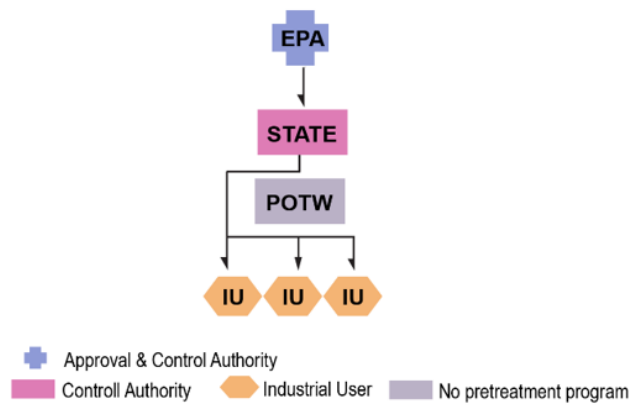 EPA
STATE
POTW
IU IU IU
Approval & Control Authority
Controll Authority Industrial User No pretreatment program